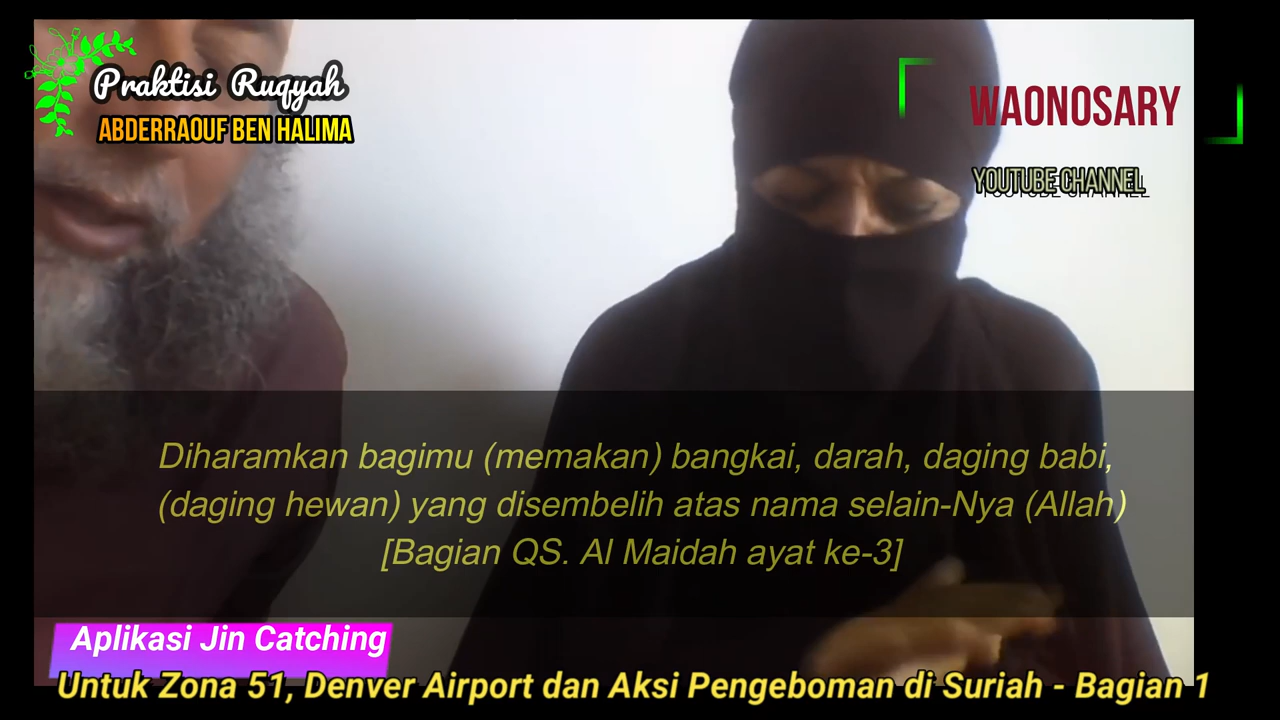 Praktisi Ruqyah
ABDERRAOUF BEN HALIMA
WAONOSARY
YOUTUBE CHANNEL
Diharamkan bagimu (memakan) bangkai, darah, daging babi,
(daging hewan) yang disembelih atas nama selain-Nya (Allah)
[Bagian QS. Al Maidah ayat ke-3]
Aplikasi Jin Catching
Untuk Zona 51, Denver Airport dan Aksi Pengeboman di Suriah - Bagian 1